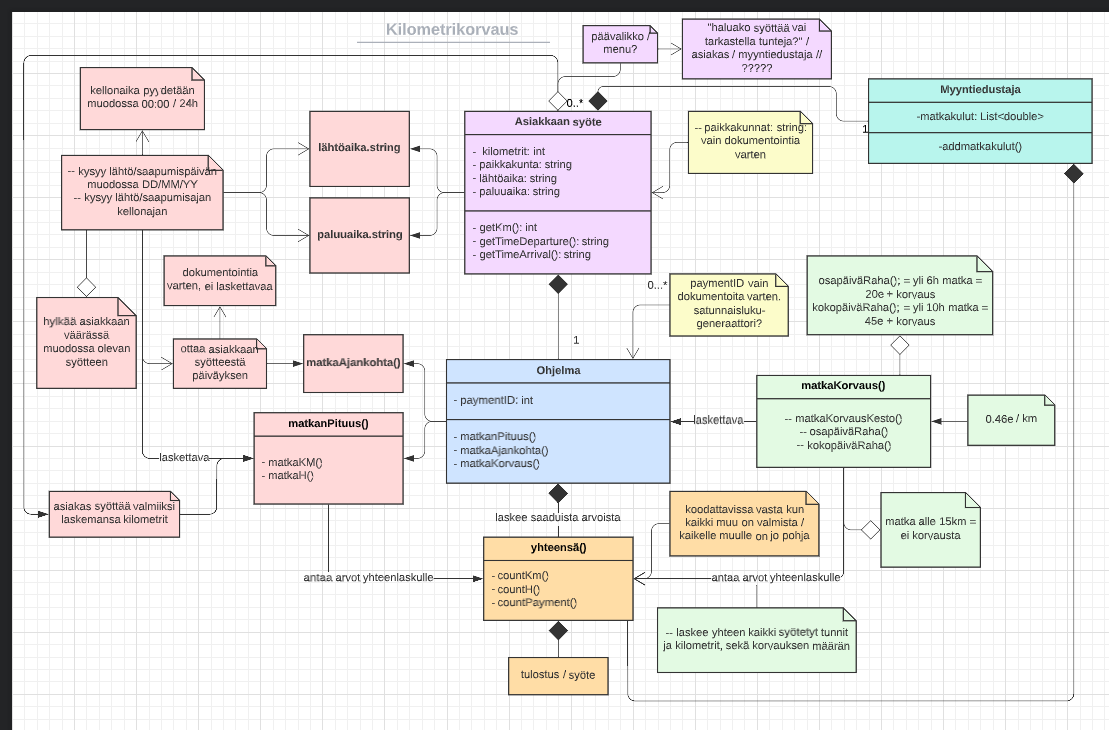 Kilometrikorvaus
päävalikko /
menu?
"haluako syöttää vai
tarkastella tunteja?" /
asiakas / myyntiedustaja //
?????
kellonaika pyydetään
muodossa 00:00 / 24h
0..*
Myyntiedustaja
-matkakulut: List<double>
-addmatkakulut()
1
Asiakkaan syöte
- kilometrit: int
- paikkakunta: string
- lähtöaika: string
- paluuaika: string
- getKm(): int
- getTimeDeparture(): string
- getTimeArrival(): string
-- paikkakunnat: string:
vain dokumentointia
varten
lähtöaika.string
paluuaika.string
-- kysyy lähtö/saapumispäivän
muodossa DD/MM/YY
-- kysyy lähtö/saapumisajan
kellonajan
dokumentointia
varten, ei laskettavaa
hylkää asiakkaan
väärässä
muodossa olevan
syötteen
ottaa asiakkaan
syötteestä
päiväyksen
matkaAjankohta()
0...*
paymentID vain
dokumentoita varten.
satunnaisluku-
generaattori?
osapäiväRaha(); = yli 6h matka =
20e + korvaus
kokopäiväRaha(); = yli 10h matka =
45e + korvaus
1
Ohjelma
- paymentID: int
- matkanPituus()
- matkaAjankohta()
- matkaKorvaus()
laskettava
matkaKorvaus()
-- matkaKorvausKesto()
-- osapäiväRaha()
-- kokopäiväRaha()
0.46e / km
matkanPituus()
- matkaKM()
- matkaH()
laskettava
asiakas syöttää valmiiksi
laskemansa kilometrit
laskee saaduista arvoista
koodattavissa vasta kun
kaikki muu on valmista /
kaikelle muulle on jo pohja
matka alle 15km =
ei korvausta
yhteensä()
- countKm()
- countH()
- countPayment()
antaa arvot yhteenlaskulle
antaa arvot yhteenlaskulle
-- laskee yhteen kaikki syötetyt tunnit
ja kilometrit, sekä korvauksen määrän
tulostus / syöte